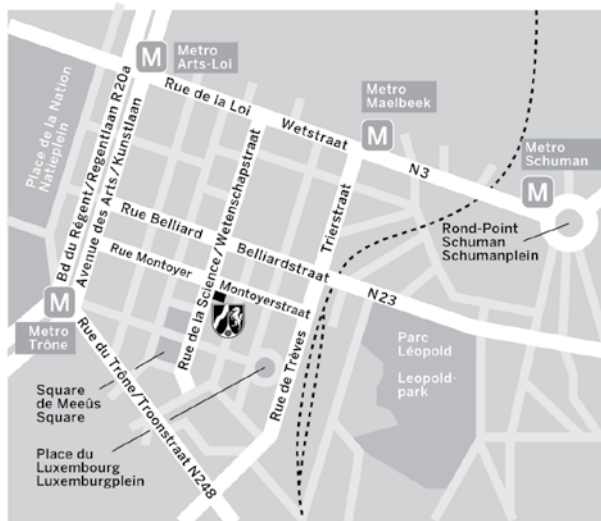 M
Metro
Arts-Loi
Rue de la Loi
Wetstraat
Metro
Maelbeek
M
N3
Metro
Schuman
M
Rond-Point
Schuman
Schumanplein
Place de la Nation
Natieplein
Bd du Régent/Regentlaan R20a
Avenue des Arts/Kunstlaan
Rue Belliard
Belliardstraat
N23
Rue Montoyer
Montoyerstraat
Rue de la Science/Wetenschapstraat
Trierstraat
Rue de Trèves
M
Metro
Trône
Rue du Trône/Troonstraat N248
Square
de Meeûs
Square
Place du
Luxembourg
Luxemburgplein
Parc
Léopold
Leopold-
park